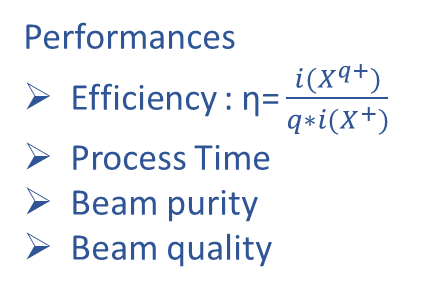 Performances
➢ Efficiency : η= i(X^{q+}) / q*i(X^+)
➢ Process Time
➢ Beam purity
➢ Beam quality